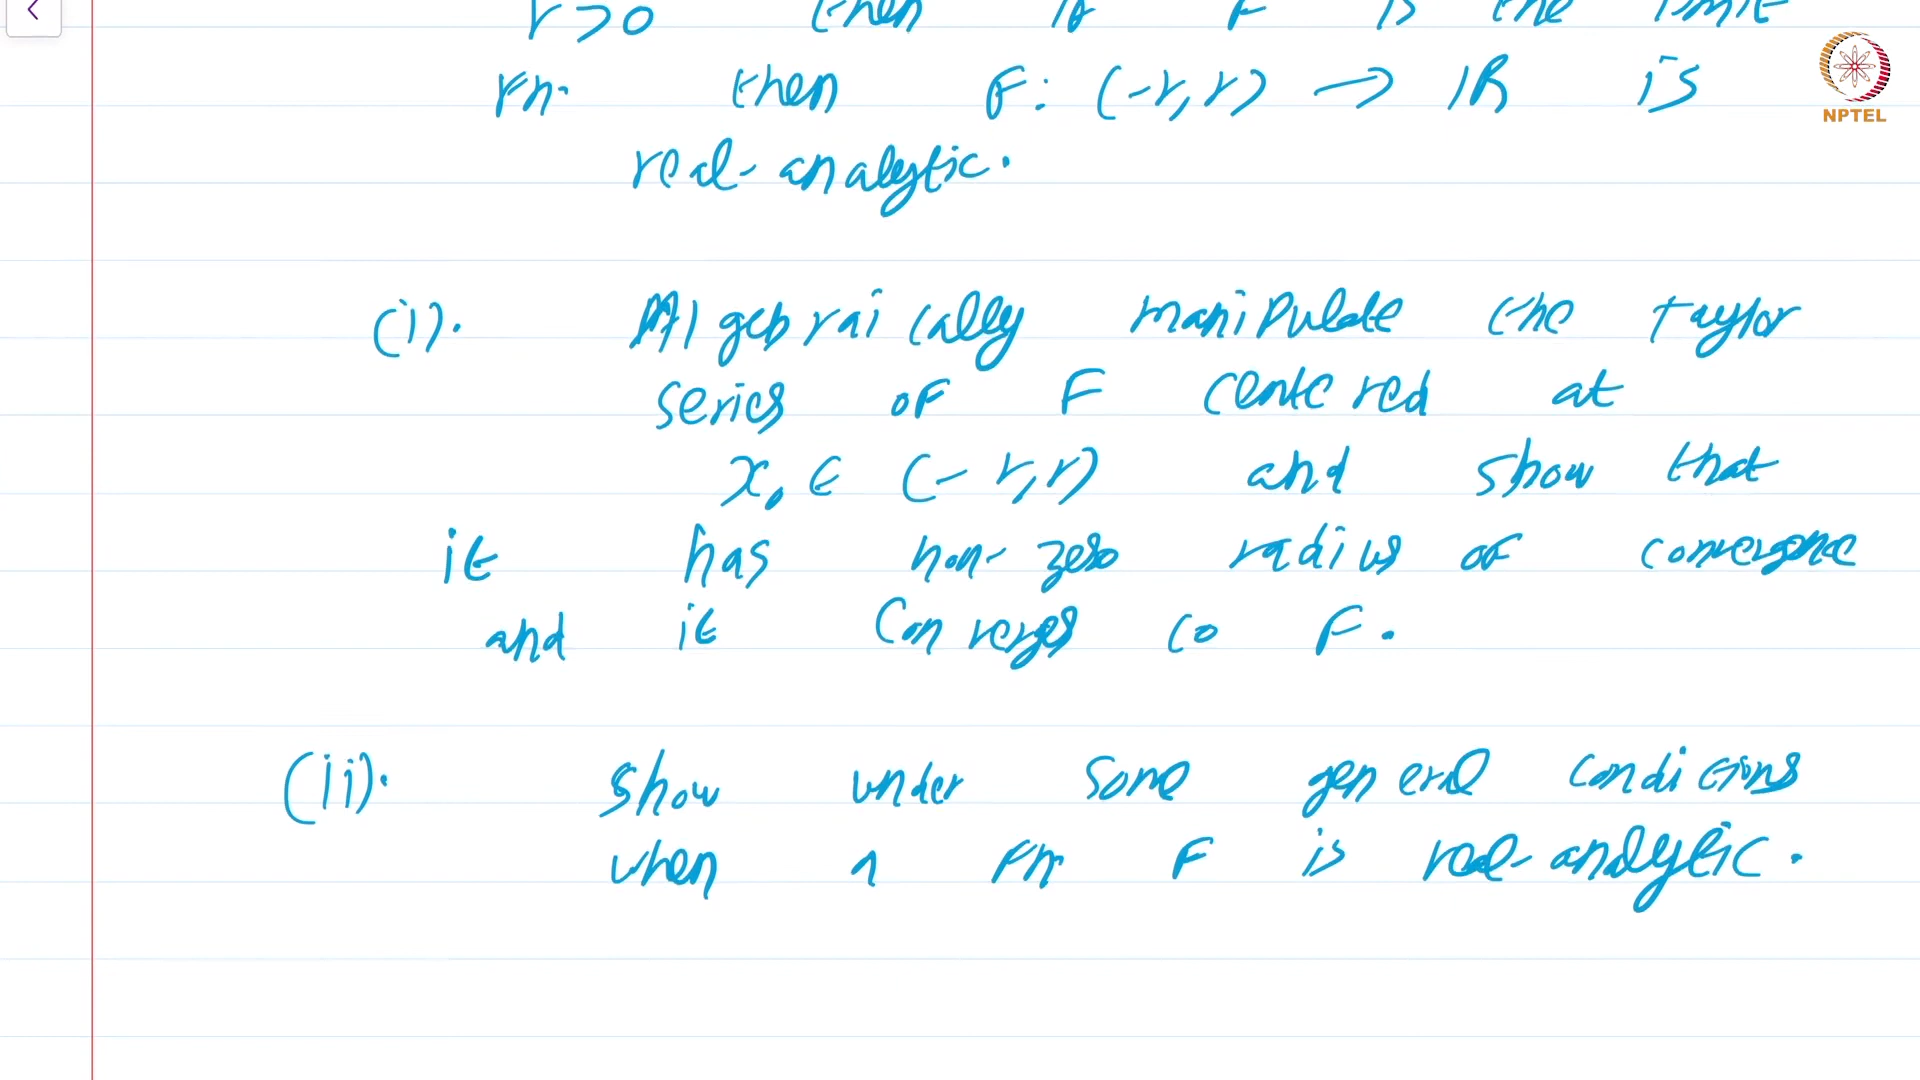 r>0 then if F is the limit
Fn. then F: (-r,r) → IR is
real-analytic.
(i). Algebraically manipulate the Taylor
series of F centered at
x₀ ∈ (-r,r) and show that
it has non-zero radius of convergence
and it converges to F.
(ii). Show under some general conditions
when a Fn F is real-analytic.
NPTEL